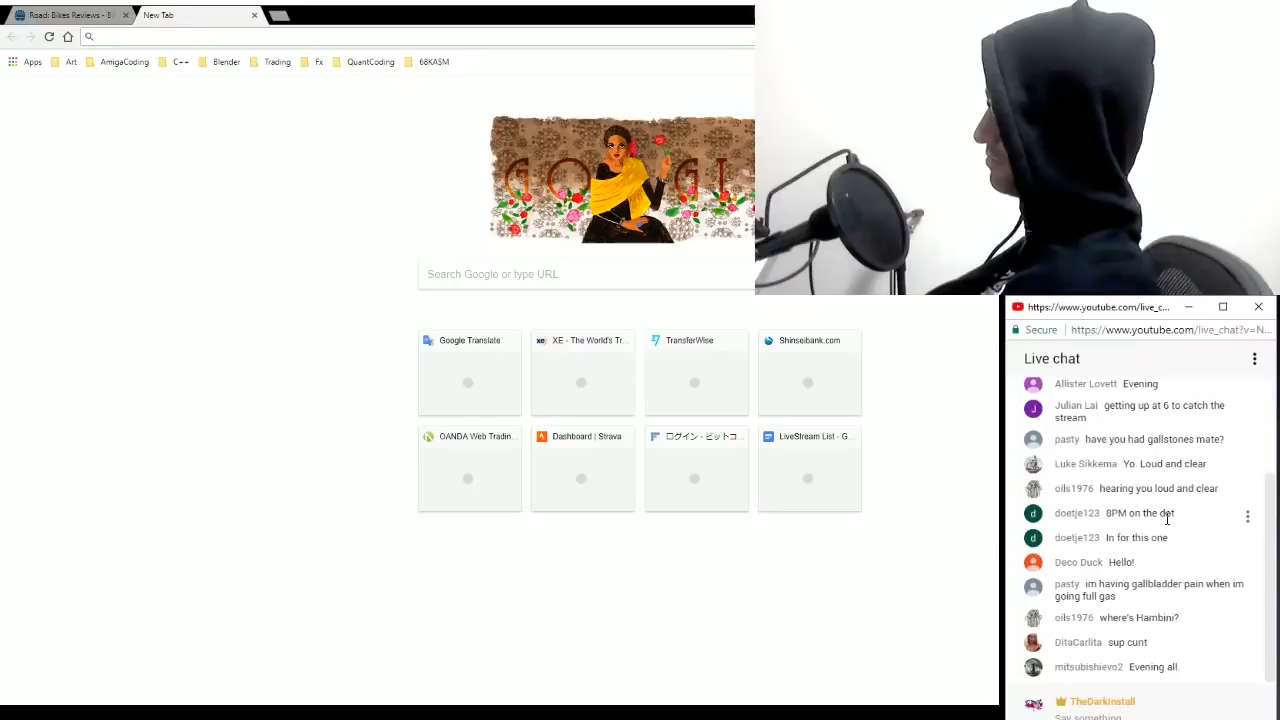 Road: Bikes Reviews - Bi
New Tab
Apps Art AmigaCoding C++ Blender Trading Fx QuantCoding 68KASM
GOOGL
Search Google or type URL
Google Translate
XE - The World's Tr...
TransferWise
Shinseibank.com
OANDA Web Tradin...
Dashboard | Strava
ログイン - ビットコ...
LiveStream List - G...
https://www.youtube.com/live_c...
Secure https://www.youtube.com/live_chat?v=N...
Live chat
Allister Lovett Evening
J Julian Lai getting up at 6 to catch the
stream
pasty have you had gallstones mate?
Luke Sikkema Yo. Loud and clear
oils1976 hearing you loud and clear
d doetje123 8PM on the dot
d doetje123 In for this one
Deco Duck Hello!
pasty im having gallbladder pain when im
going full gas
oils1976 where's Hambini?
DitaCarlita sup cunt
mitsubishievo2 Evening all.
TheDarkInstall
Say something